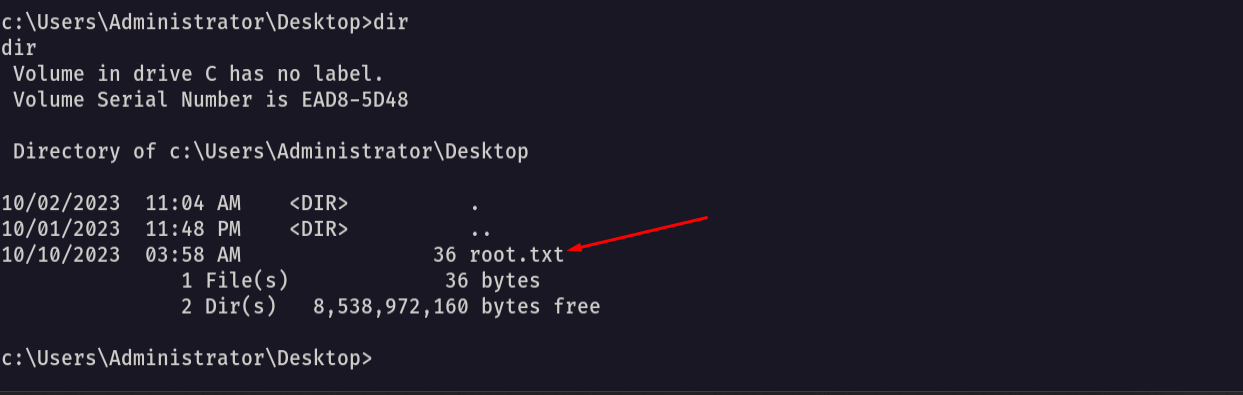 c:\Users\Administrator\Desktop>dir
dir
 Volume in drive C has no label.
 Volume Serial Number is EAD8-5D48

 Directory of c:\Users\Administrator\Desktop

10/02/2023  11:04 AM    <DIR>          .
10/01/2023  11:48 PM    <DIR>          ..
10/10/2023  03:58 AM                36 root.txt
               1 File(s)             36 bytes
               2 Dir(s)   8,538,972,160 bytes free

c:\Users\Administrator\Desktop>